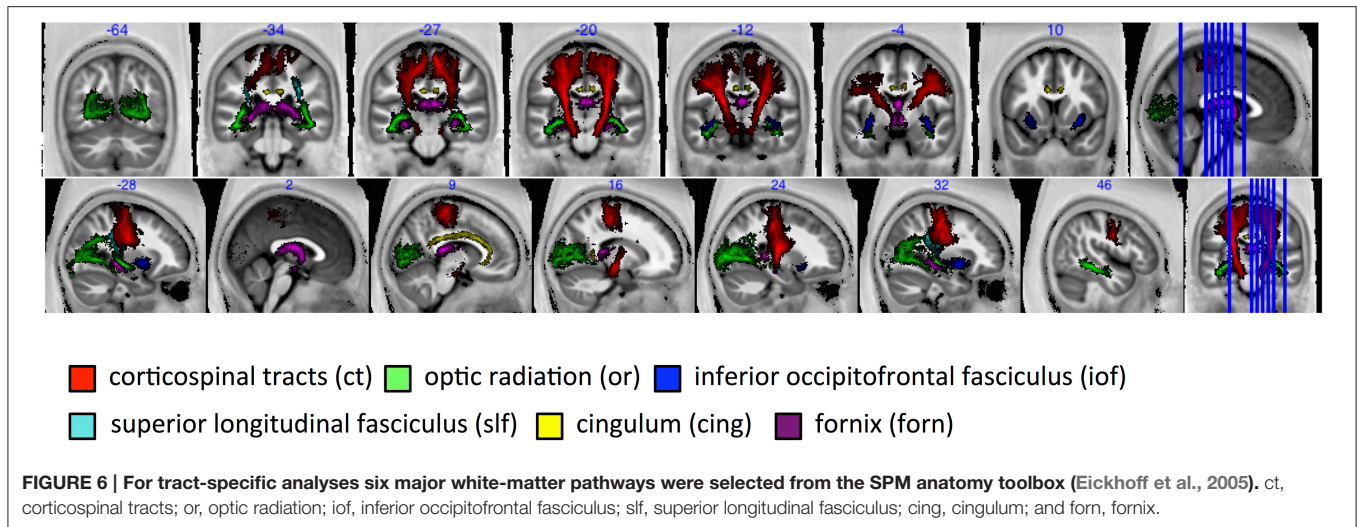 -64 -34 -27 -20 -12 -4 10
-28 2 9 16 24 32 46
corticospinal tracts (ct) optic radiation (or) inferior occipitofrontal fasciculus (iof)
superior longitudinal fasciculus (slf) cingulum (cing) fornix (forn)
FIGURE 6 | For tract-specific analyses six major white-matter pathways were selected from the SPM anatomy toolbox (Eickhoff et al., 2005). ct,
corticospinal tracts; or, optic radiation; iof, inferior occipitofrontal fasciculus; slf, superior longitudinal fasciculus; cing, cingulum; and forn, fornix.